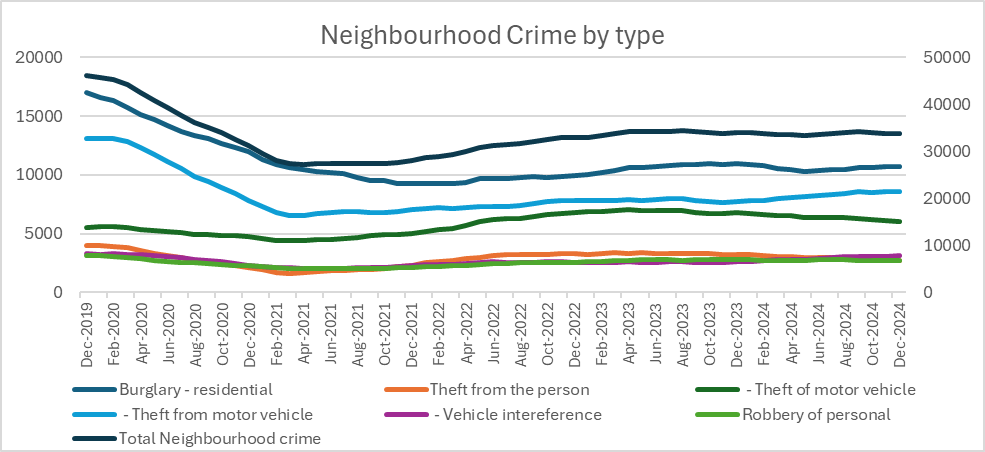 Neighbourhood Crime by type
20000
15000
10000
5000
0
50000
40000
30000
20000
10000
0
Dec-2019
Feb-2020
Apr-2020
Jun-2020
Aug-2020
Oct-2020
Dec-2020
Feb-2021
Apr-2021
Jun-2021
Aug-2021
Oct-2021
Dec-2021
Feb-2022
Apr-2022
Jun-2022
Aug-2022
Oct-2022
Dec-2022
Feb-2023
Apr-2023
Jun-2023
Aug-2023
Oct-2023
Dec-2023
Feb-2024
Apr-2024
Jun-2024
Aug-2024
Oct-2024
Dec-2024
Burglary - residential
Theft from the person
- Theft of motor vehicle
- Theft from motor vehicle
- Vehicle intereference
Robbery of personal
Total Neighbourhood crime